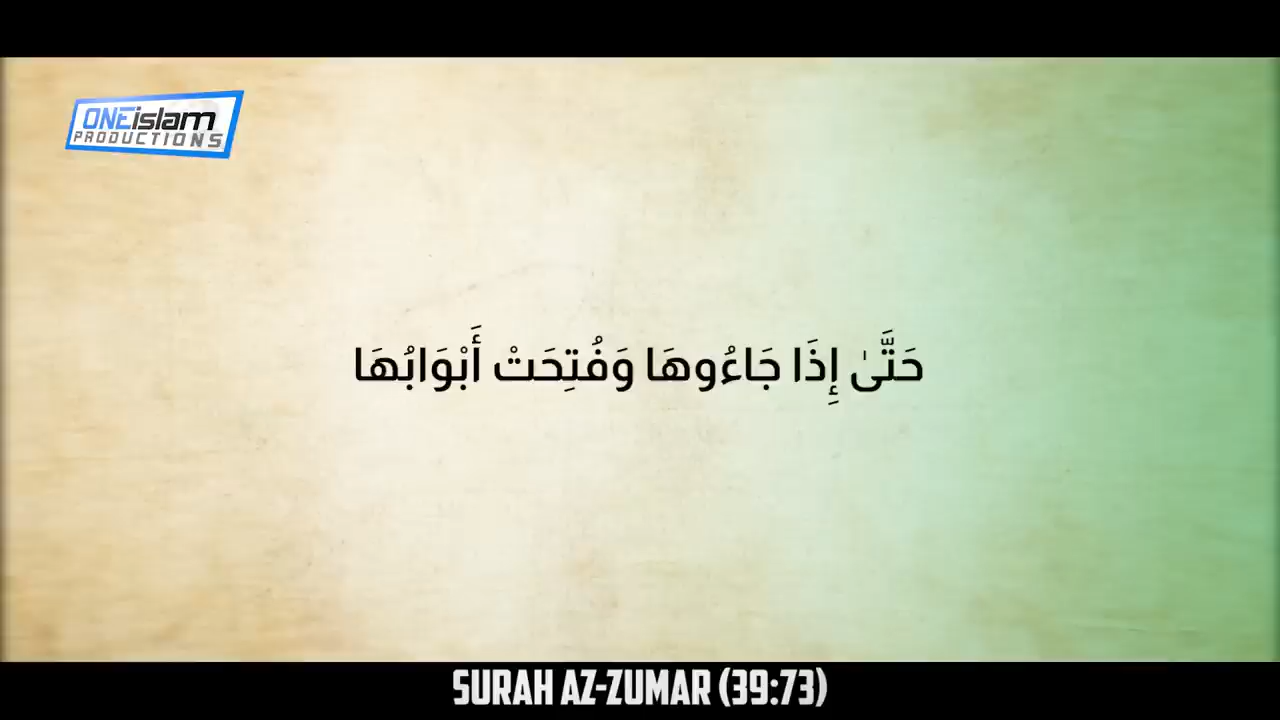 ONEislam
PRODUCTIONS
حَتَّىٰ إِذَا جَاءُوهَا وَفُتِحَتْ أَبْوَابُهَا
SURAH AZ-ZUMAR (39:73)